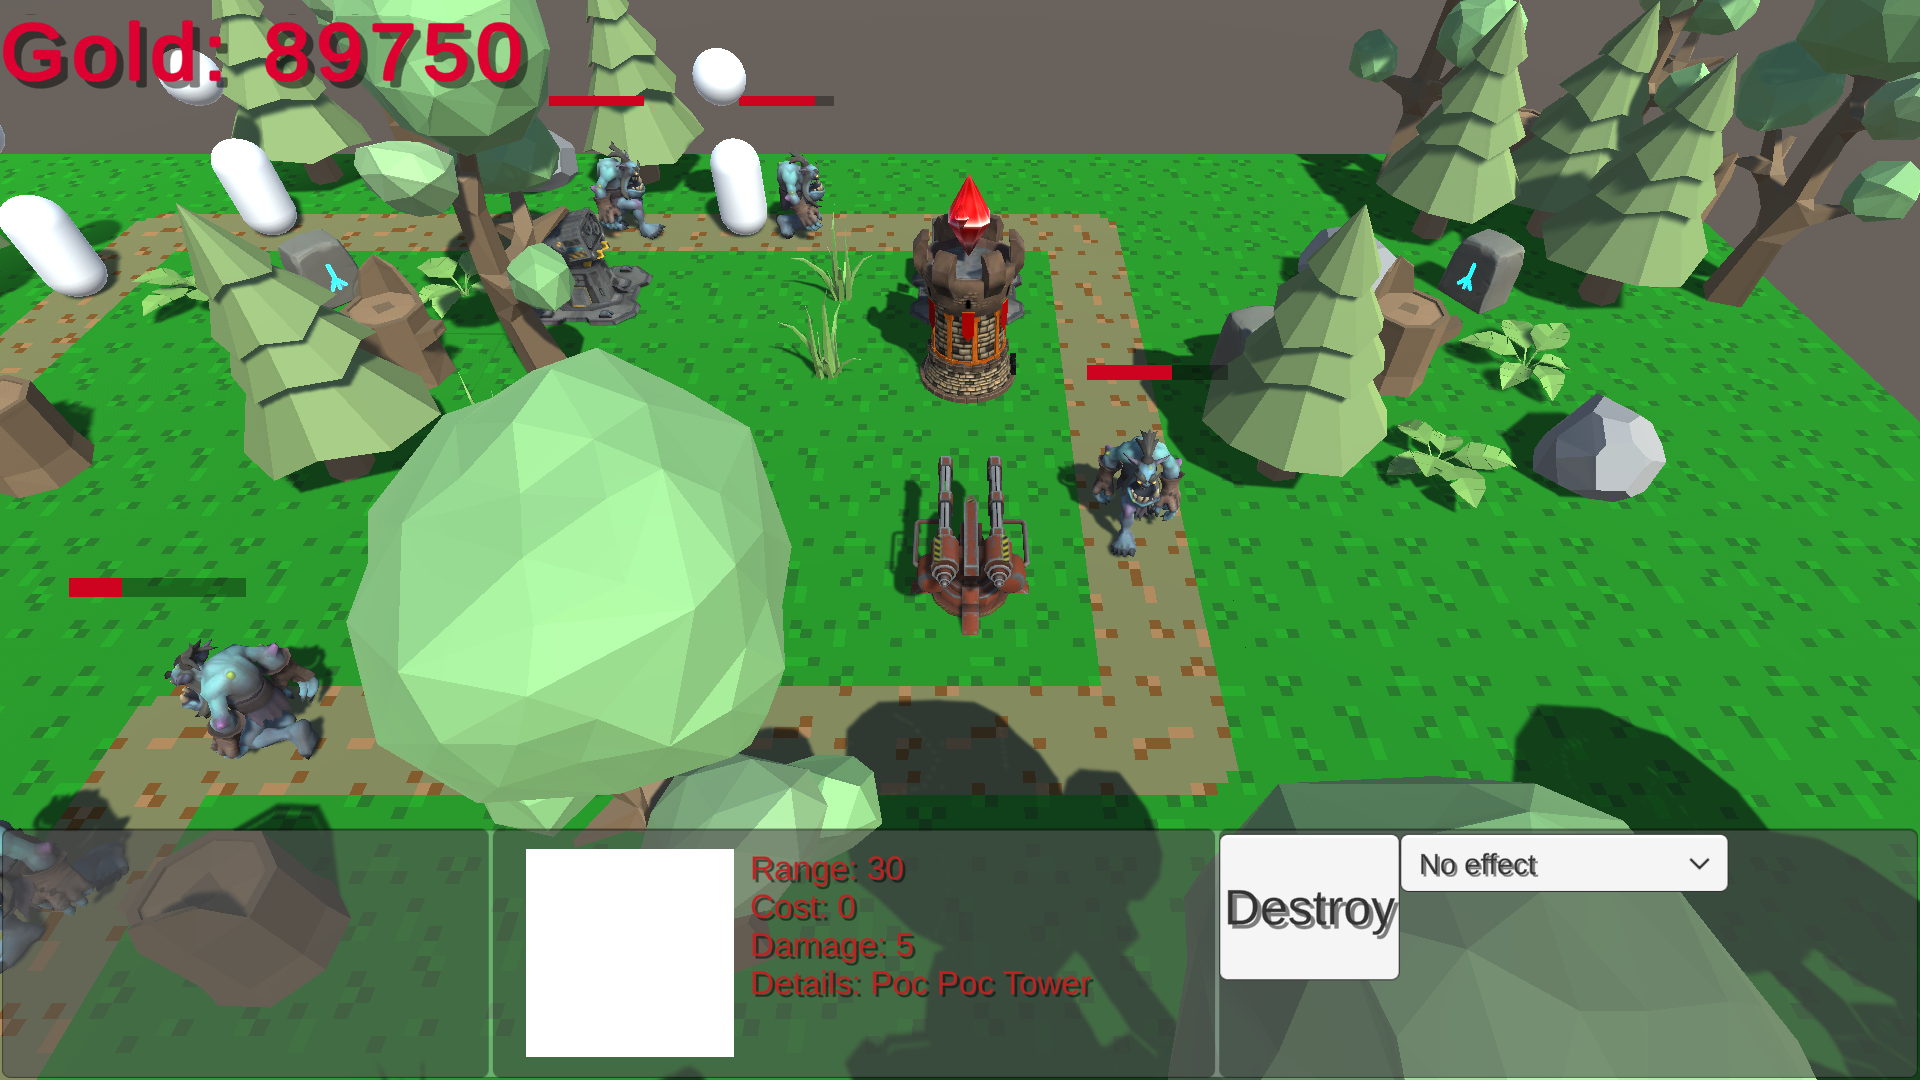 Gold: 89750
Range: 30
Cost: 0
Damage: 5
Details: Poc Poc Tower
Destroy
No effect